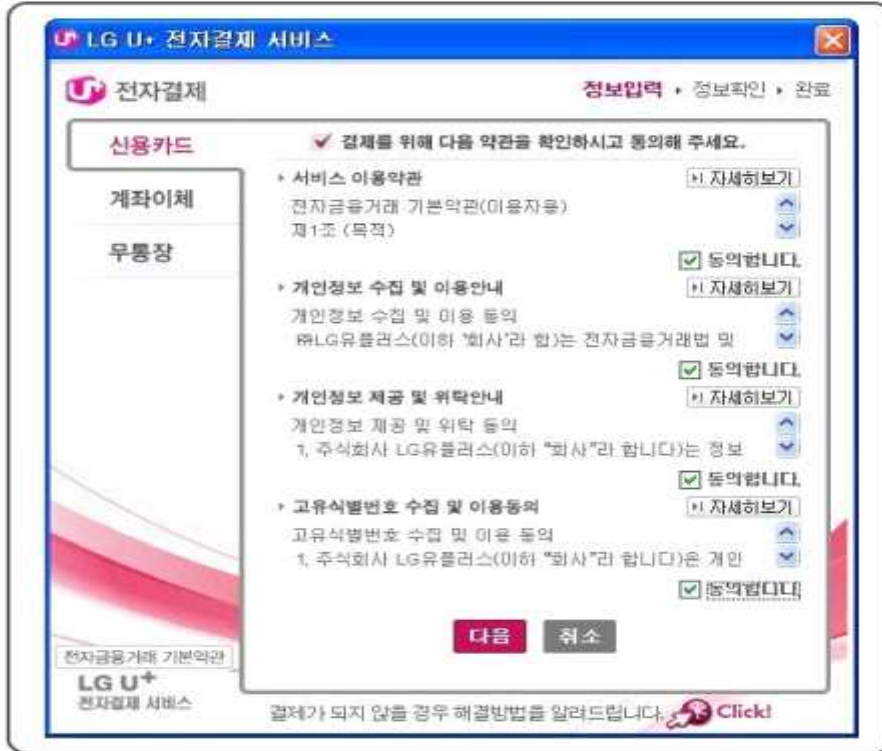 LG U+ 전자결제 서비스
U+ 전자결제
정보입력 · 정보확인 · 완료
신용카드
계좌이체
무통장
결제를 위해 다음 약관을 확인하시고 동의해 주세요.
서비스 이용약관 자세히보기
전자금융거래 기본약관(이용자용)
제1조 (목적)
동의합니다.
개인정보 수집 및 이용안내 자세히보기
개인정보 수집 및 이용 동의
㈜LG유플러스(이하 "회사"라 함)는 전자금융거래법 및
동의합니다.
개인정보 제공 및 위탁안내 자세히보기
개인정보 제공 및 위탁 동의
1. 주식회사 LG유플러스(이하 "회사"라 합니다)는 정보
동의합니다.
고유식별번호 수집 및 이용동의 자세히보기
고유식별번호 수집 및 이용 동의
1. 주식회사 LG유플러스(이하 "회사"라 합니다)은 개인
동의합니다.
다음 취소
전자금융거래 기본약관
LG U+
전자결제 서비스
결제가 되지 않을 경우 해결방법을 알려드립니다. Click!